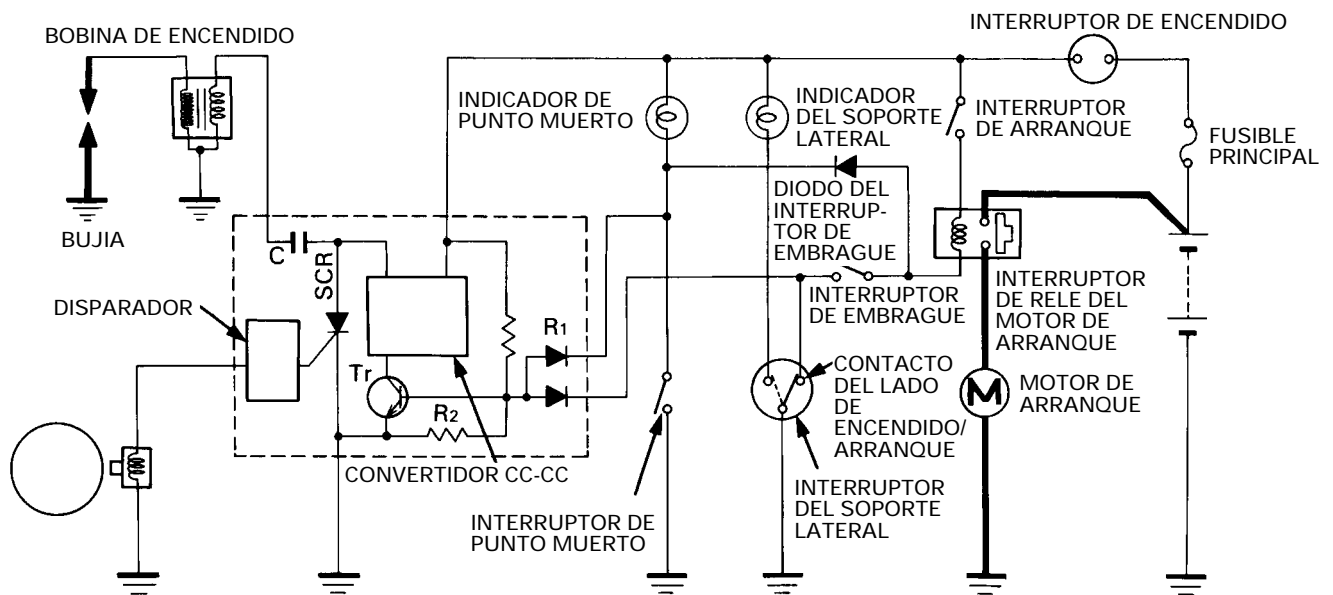 BOBINA DE ENCENDIDO
INTERRUPTOR DE ENCENDIDO
INDICADOR DE
PUNTO MUERTO
INDICADOR
DEL SOPORTE
LATERAL
INTERRUPTOR
DE ARRANQUE
FUSIBLE
PRINCIPAL
BUJIA
DIODO DEL
INTERRUP-
TOR DE
EMBRAGUE
C
SCR
DISPARADOR
R1
INTERRUPTOR
DE EMBRAGUE
INTERRUPTOR
DE RELE DEL
MOTOR DE
ARRANQUE
Tr
R2
CONTACTO
DEL LADO
DE
ENCENDIDO/
ARRANQUE
M
MOTOR DE
ARRANQUE
CONVERTIDOR CC-CC
INTERRUPTOR DE
PUNTO MUERTO
INTERRUPTOR
DEL SOPORTE
LATERAL